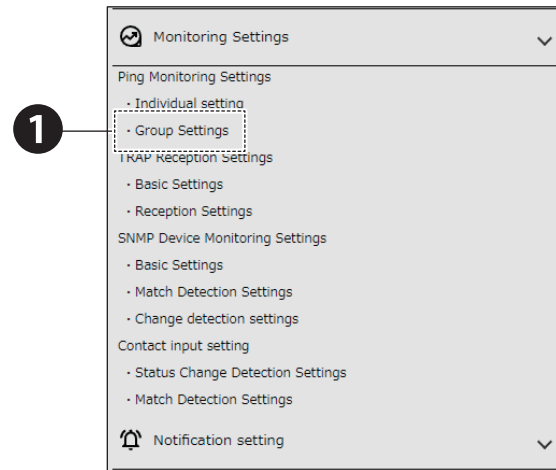 Monitoring Settings
Ping Monitoring Settings
・Individual setting
1
・Group Settings
TRAP Reception Settings
・Basic Settings
・Reception Settings
SNMP Device Monitoring Settings
・Basic Settings
・Match Detection Settings
・Change detection settings
Contact input setting
・Status Change Detection Settings
・Match Detection Settings
Notification setting